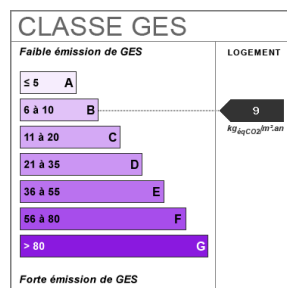 CLASSE GES
Faible émission de GES
LOGEMENT
≤ 5 A
6 à 10 B
9
kgéqCO2/m².an
11 à 20 C
21 à 35 D
36 à 55 E
56 à 80 F
> 80 G
Forte émission de GES